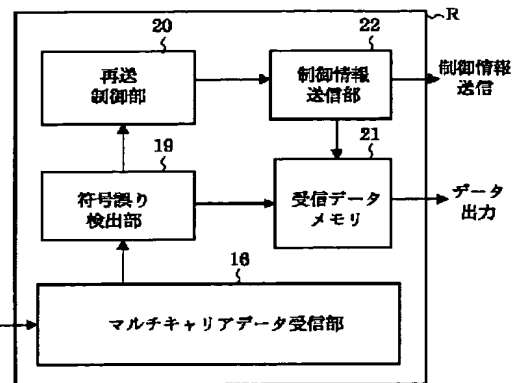 R
20
22
再送
制御部
制御情報
送信部
制御情報
送信
19
21
符号誤り
検出部
受信データ
メモリ
データ
出力
16
マルチキャリアデータ受信部